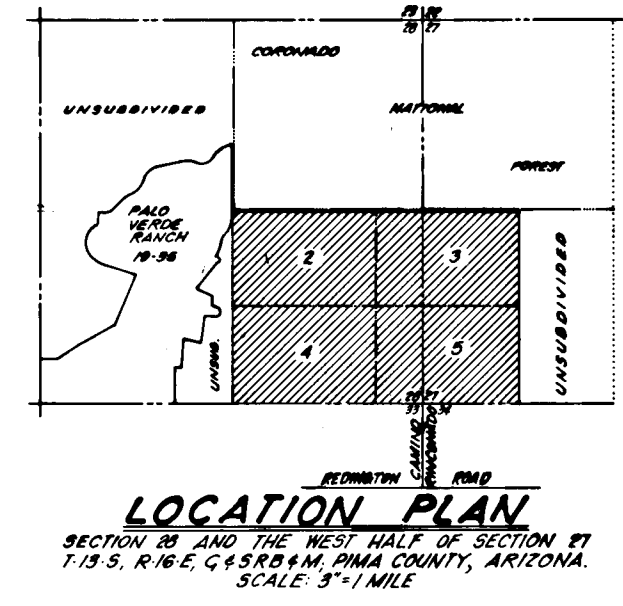 21 22
28 27
CORONADO
UNSUBDIVIDED
NATIONAL
FOREST
PALO
VERDE
RANCH
19-56
2
3
UNSUBDIVIDED
4
5
UNSUB.
28 27
33 34
CAMINO
RINCONADO
REDINGTON ROAD
LOCATION PLAN
SECTION 28 AND THE WEST HALF OF SECTION 27
T-13-S, R-16-E, G&SRB&M, PIMA COUNTY, ARIZONA.
SCALE: 3"=1 MILE